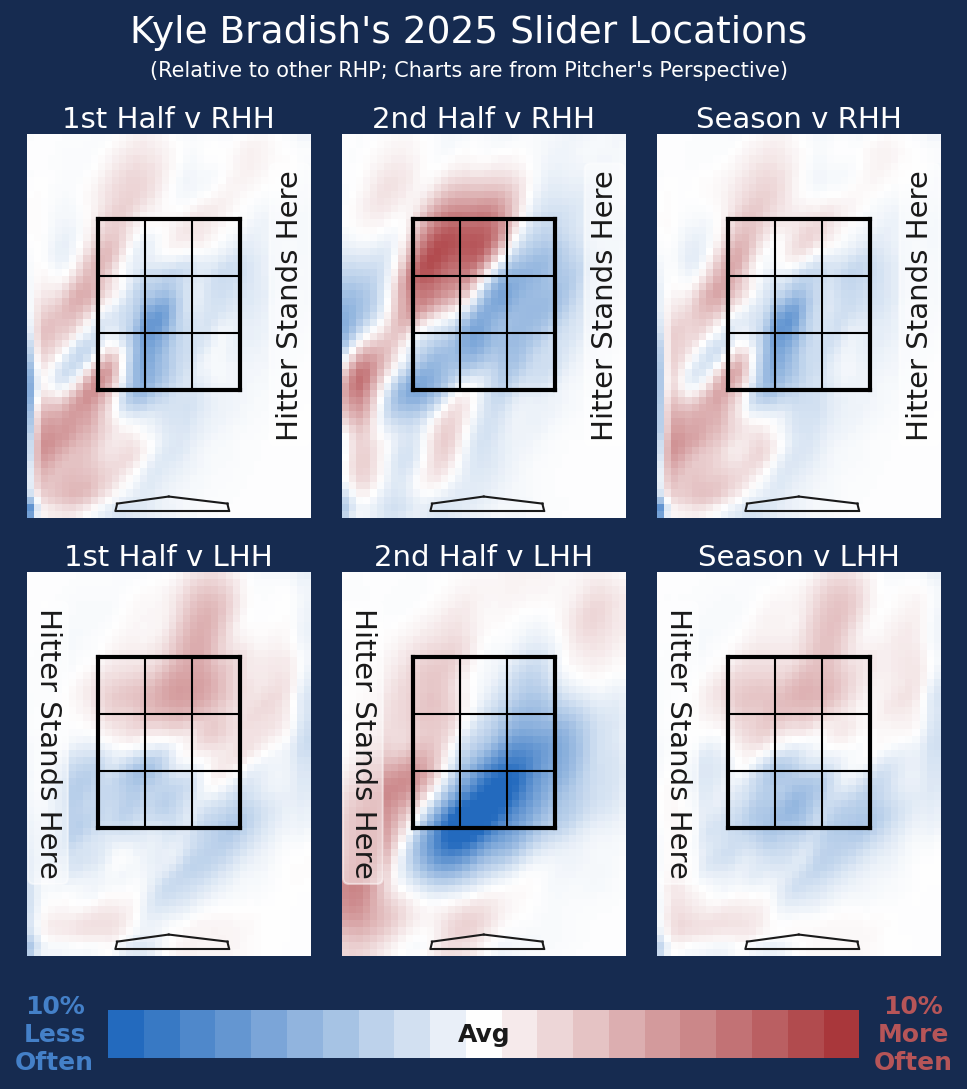 Kyle Bradish's 2025 Slider Locations
(Relative to other RHP; Charts are from Pitcher's Perspective)
1st Half v RHH
2nd Half v RHH
Season v RHH
Hitter Stands Here
Hitter Stands Here
Hitter Stands Here
1st Half v LHH
2nd Half v LHH
Season v LHH
Hitter Stands Here
Hitter Stands Here
Hitter Stands Here
10%
Less
Often
Avg
10%
More
Often